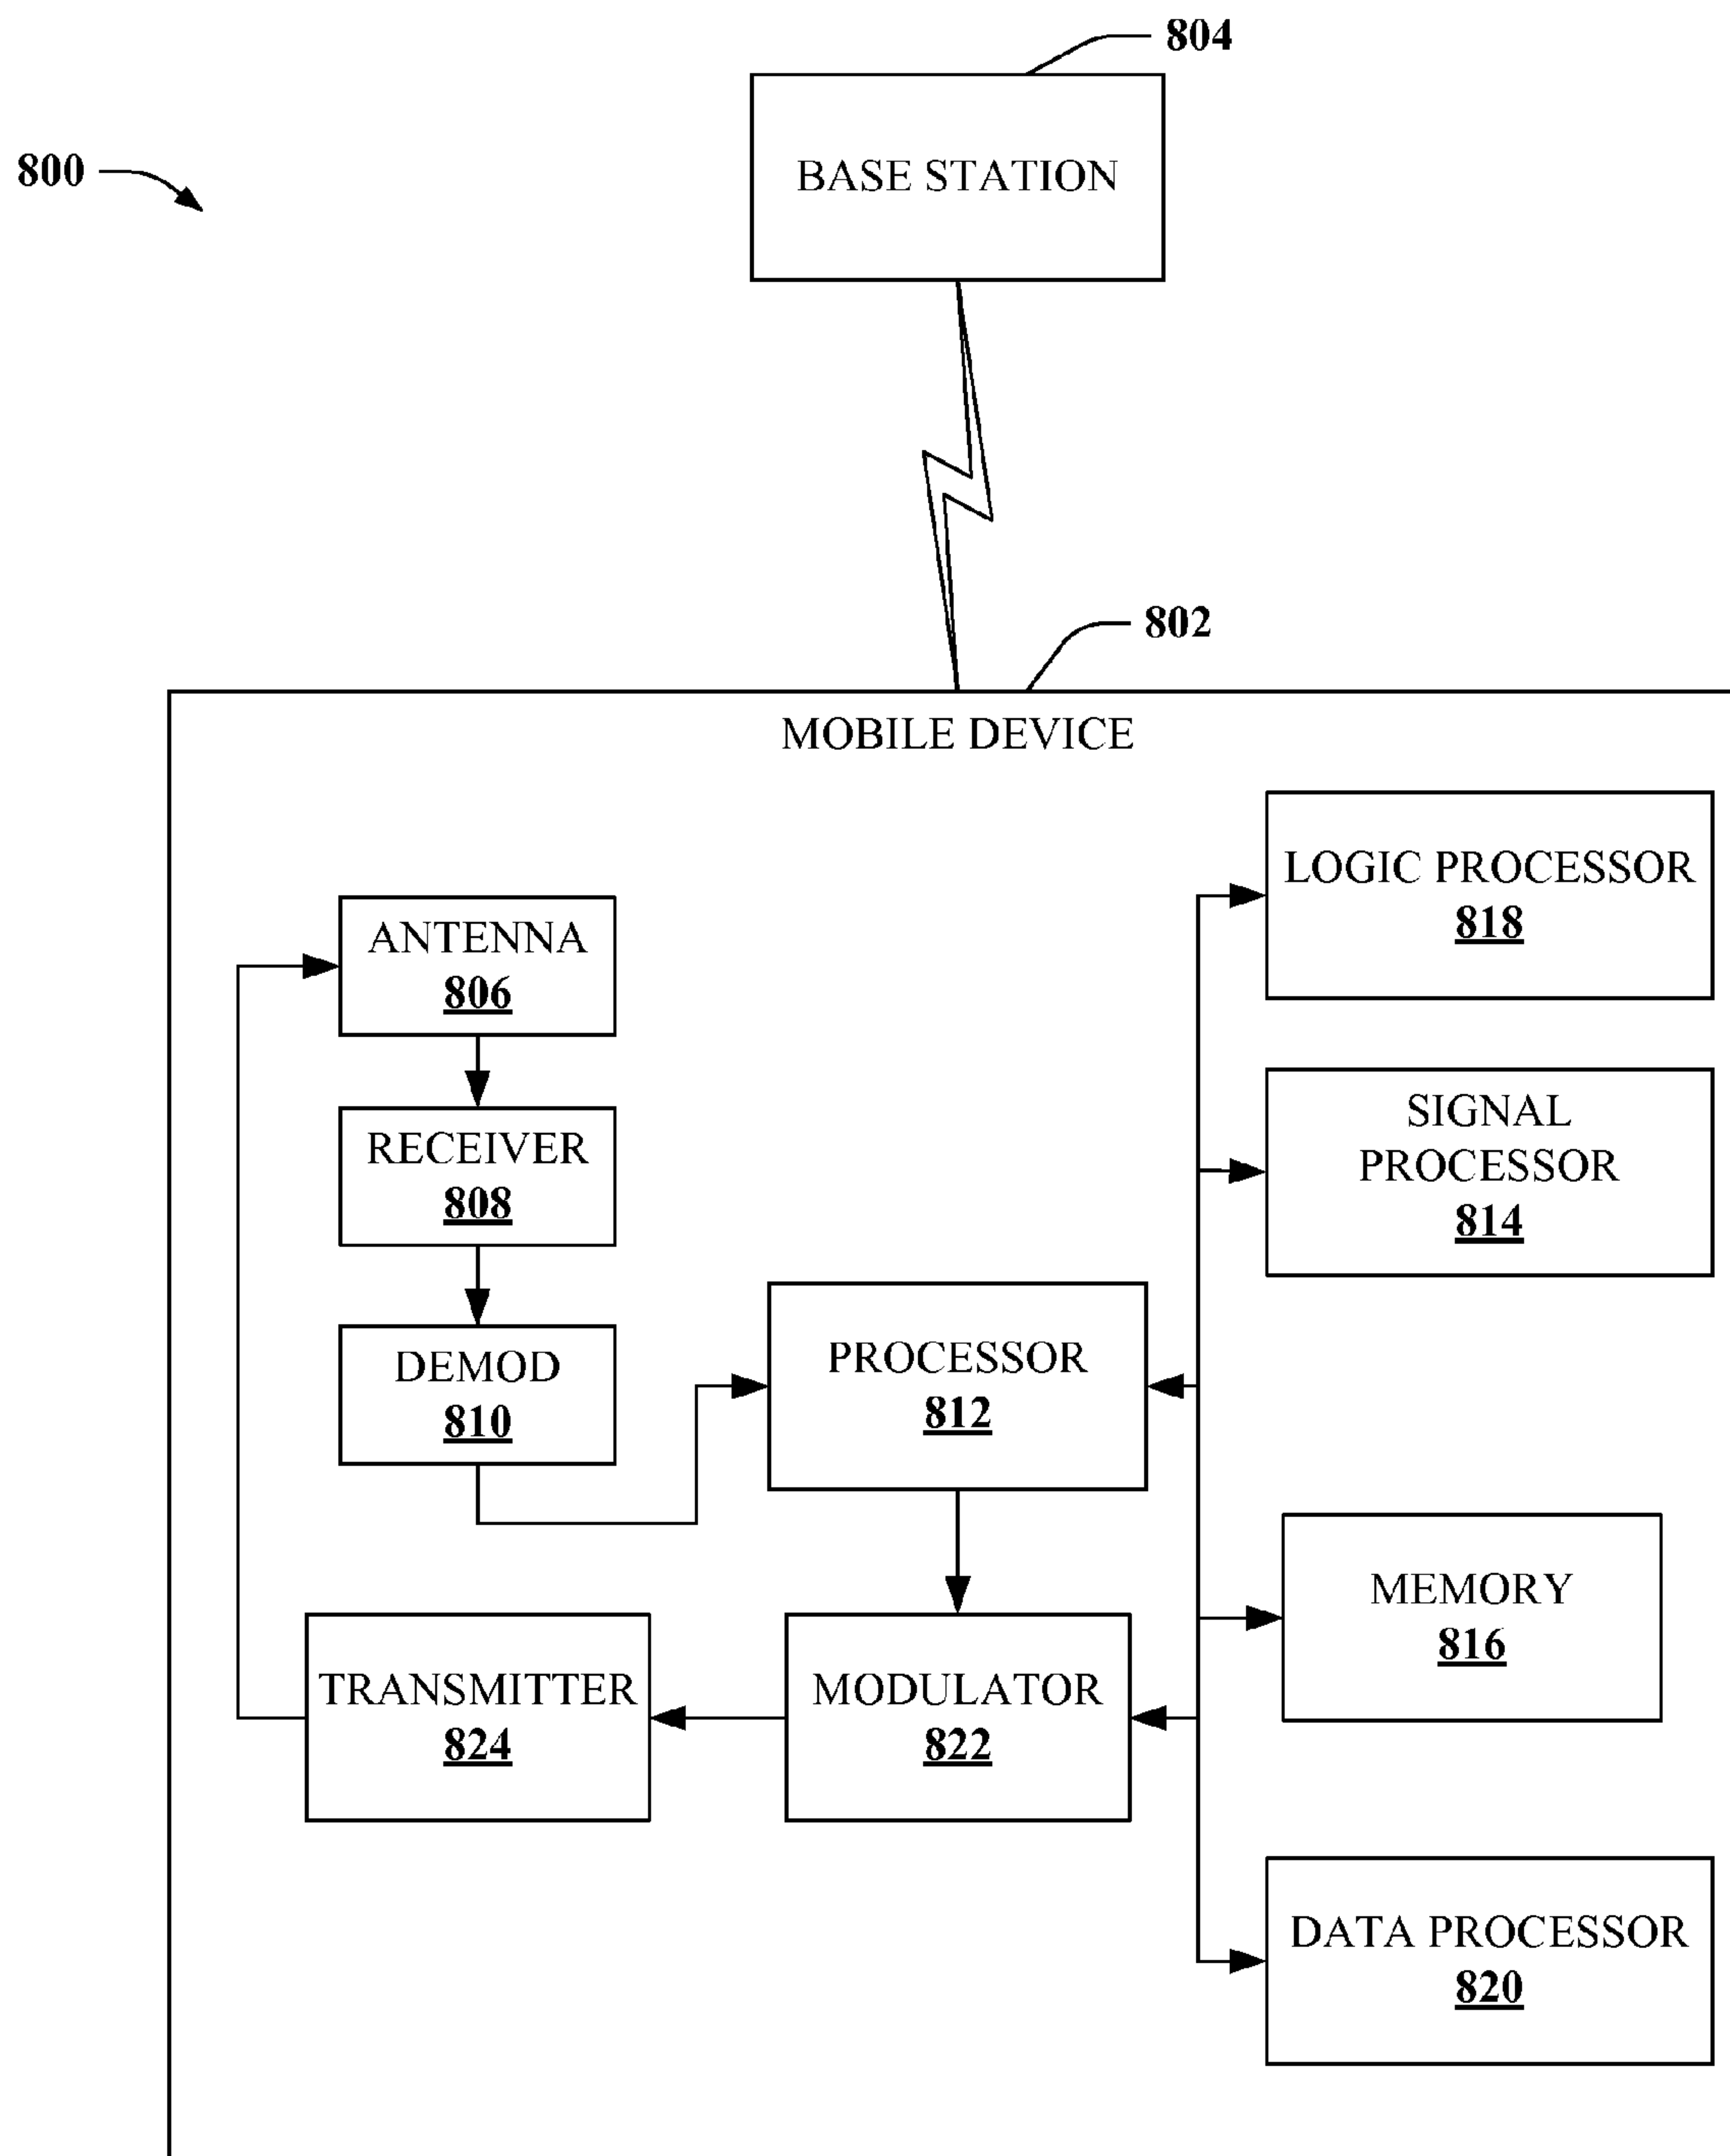 804
800
BASE STATION
802
MOBILE DEVICE
LOGIC PROCESSOR
818
ANTENNA
806
SIGNAL
PROCESSOR
814
RECEIVER
808
DEMOD
810
PROCESSOR
812
MEMORY
816
TRANSMITTER
824
MODULATOR
822
DATA PROCESSOR
820